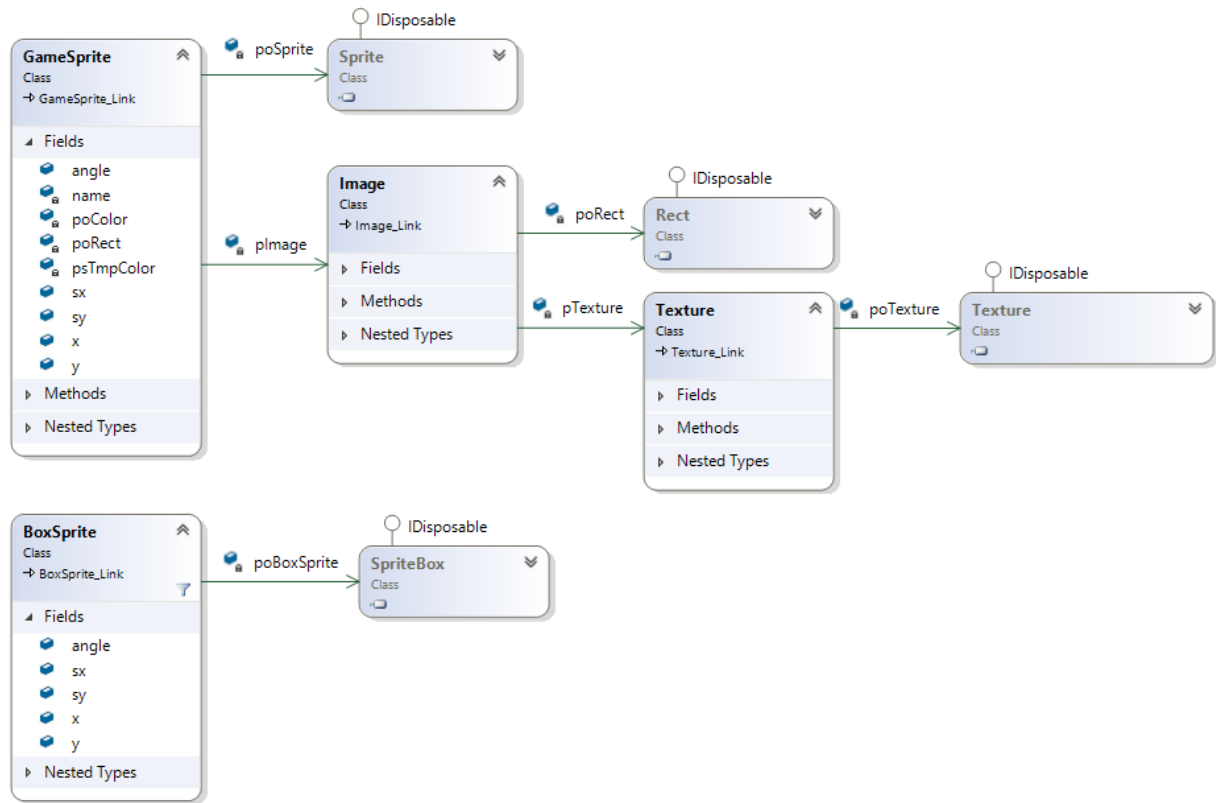 IDisposable
GameSprite
Class
GameSprite_Link
Fields
angle
name
poColor
poRect
psTmpColor
sx
sy
x
y
Methods
Nested Types
poSprite
Sprite
Class
pImage
Image
Class
Image_Link
Fields
Methods
Nested Types
poRect
IDisposable
Rect
Class
pTexture
Texture
Class
Texture_Link
Fields
Methods
Nested Types
poTexture
IDisposable
Texture
Class
BoxSprite
Class
BoxSprite_Link
Fields
angle
sx
sy
x
y
Nested Types
poBoxSprite
IDisposable
SpriteBox
Class